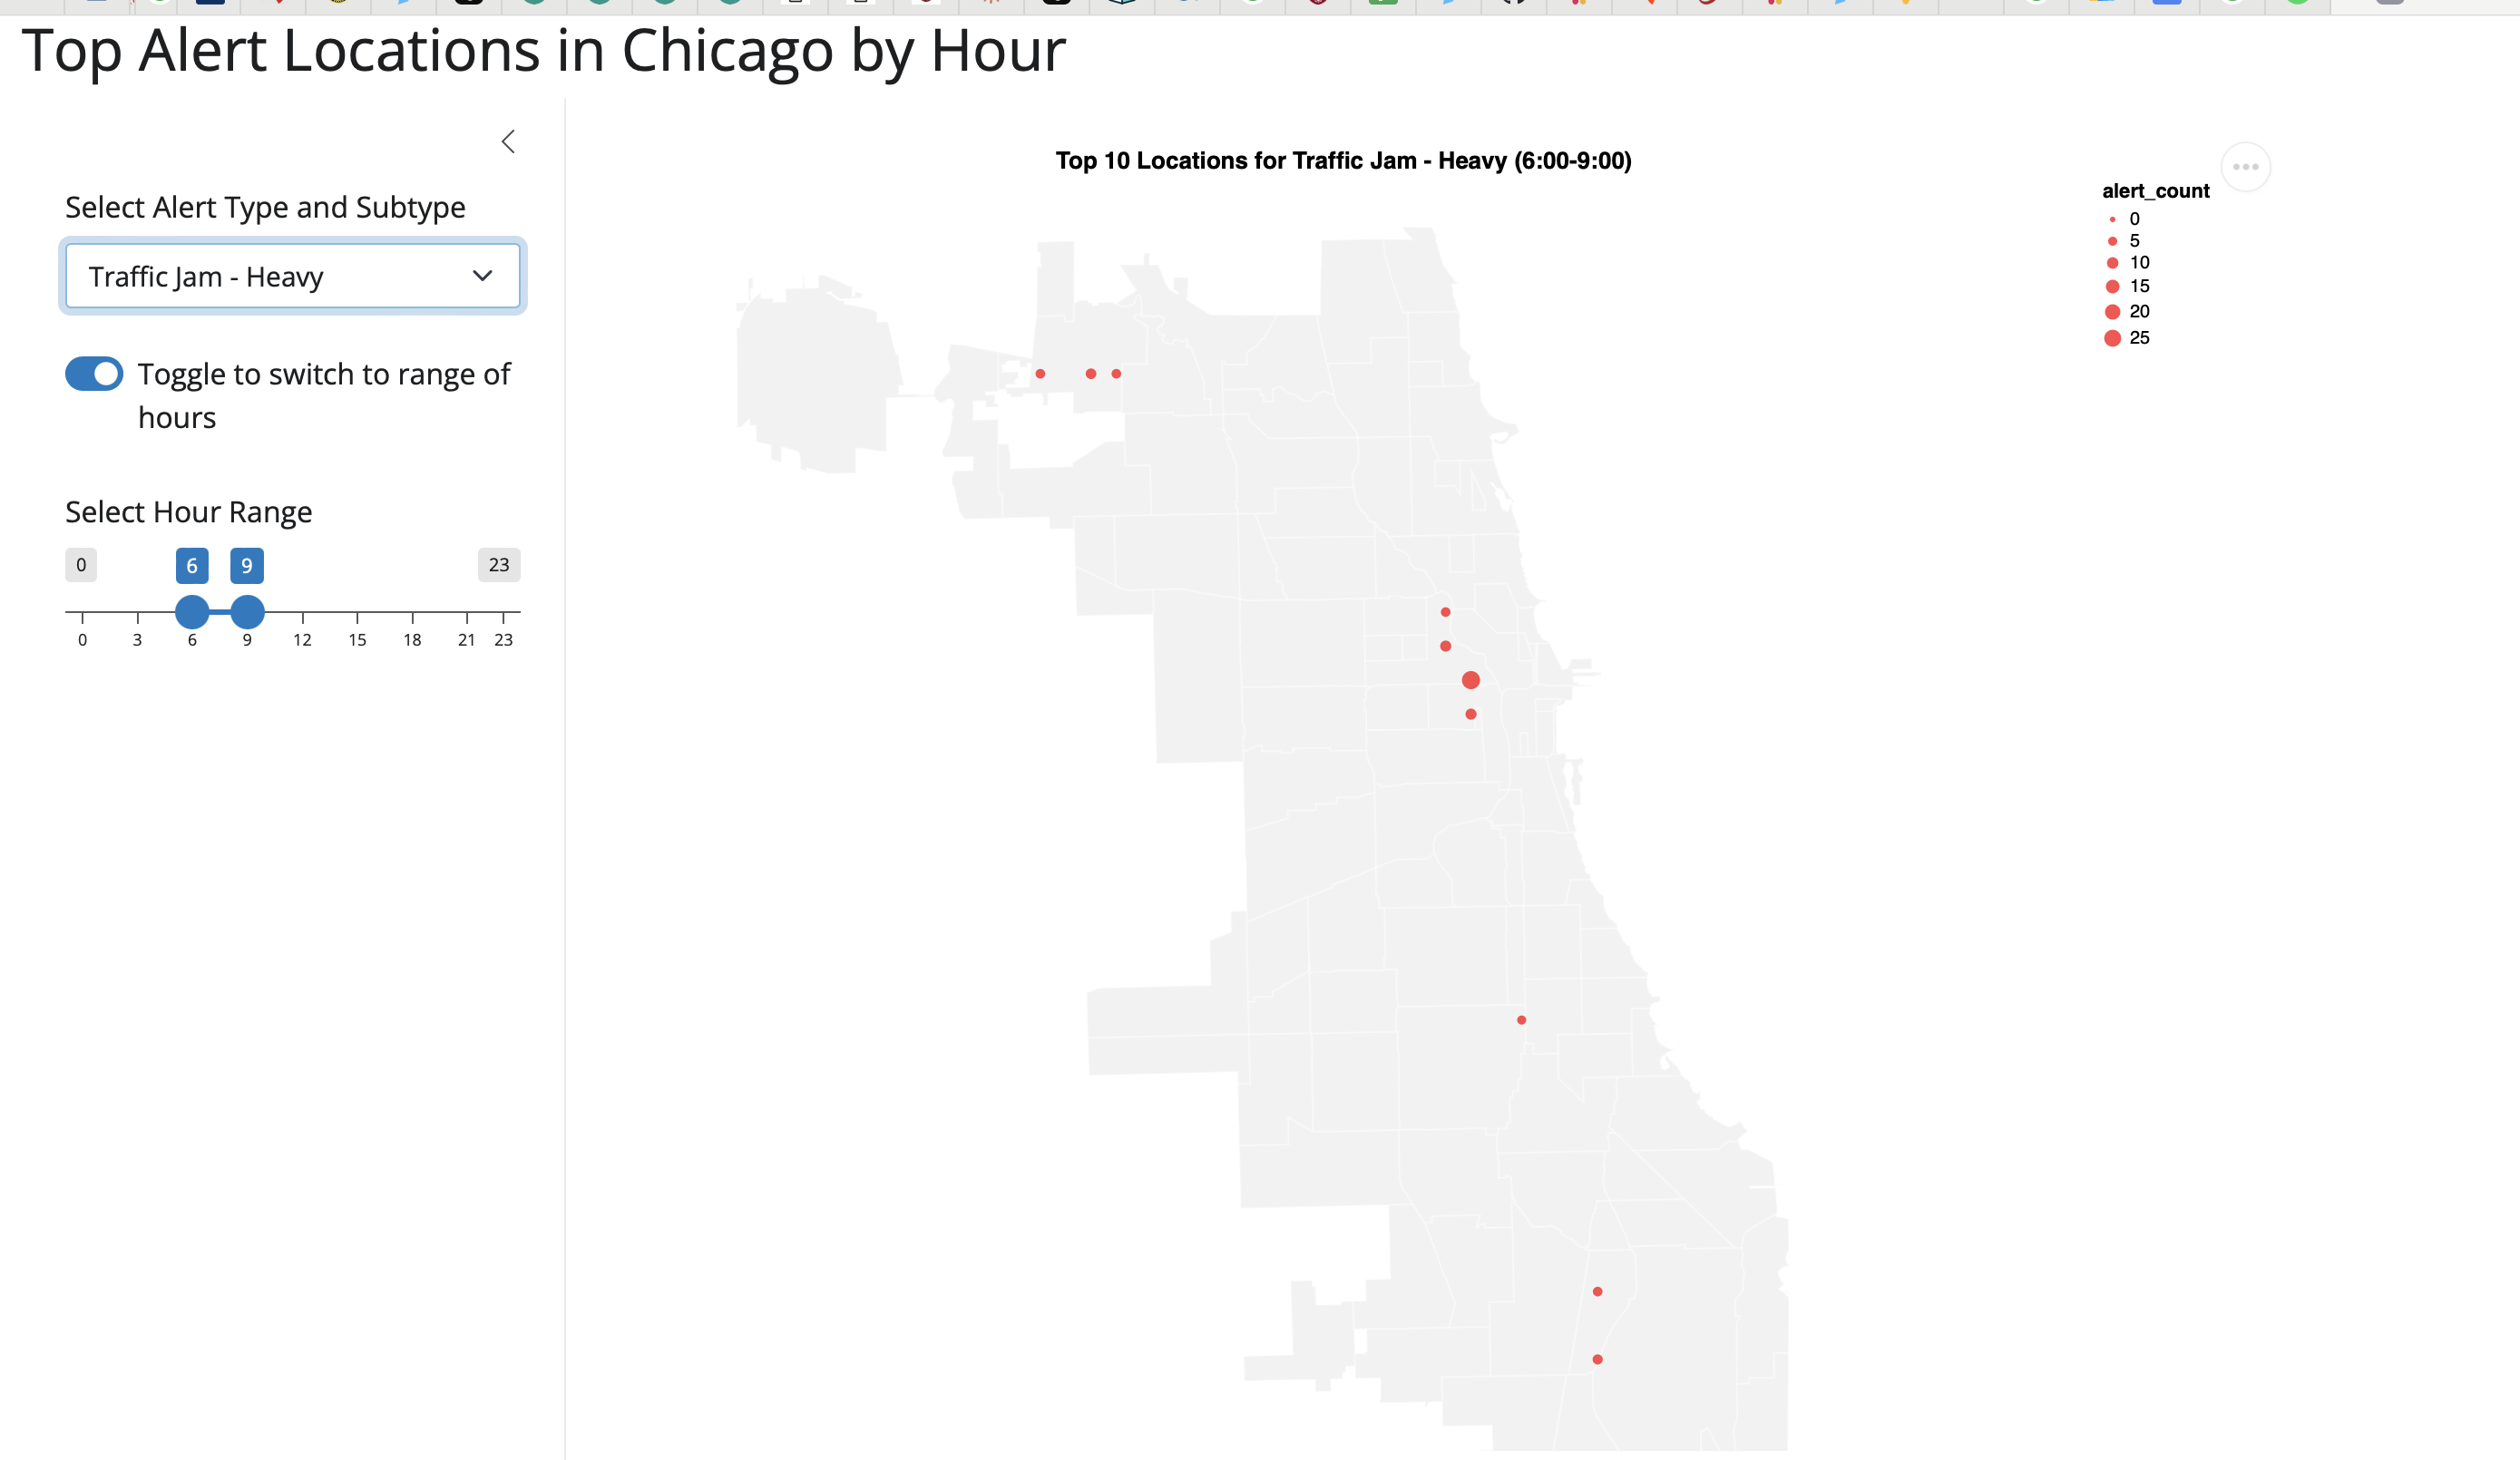 Top Alert Locations in Chicago by Hour
Select Alert Type and Subtype
Traffic Jam - Heavy
Toggle to switch to range of
hours
Select Hour Range
0 6 9 23
0 3 6 9 12 15 18 21 23
Top 10 Locations for Traffic Jam - Heavy (6:00-9:00)
alert_count
0
5
10
15
20
25